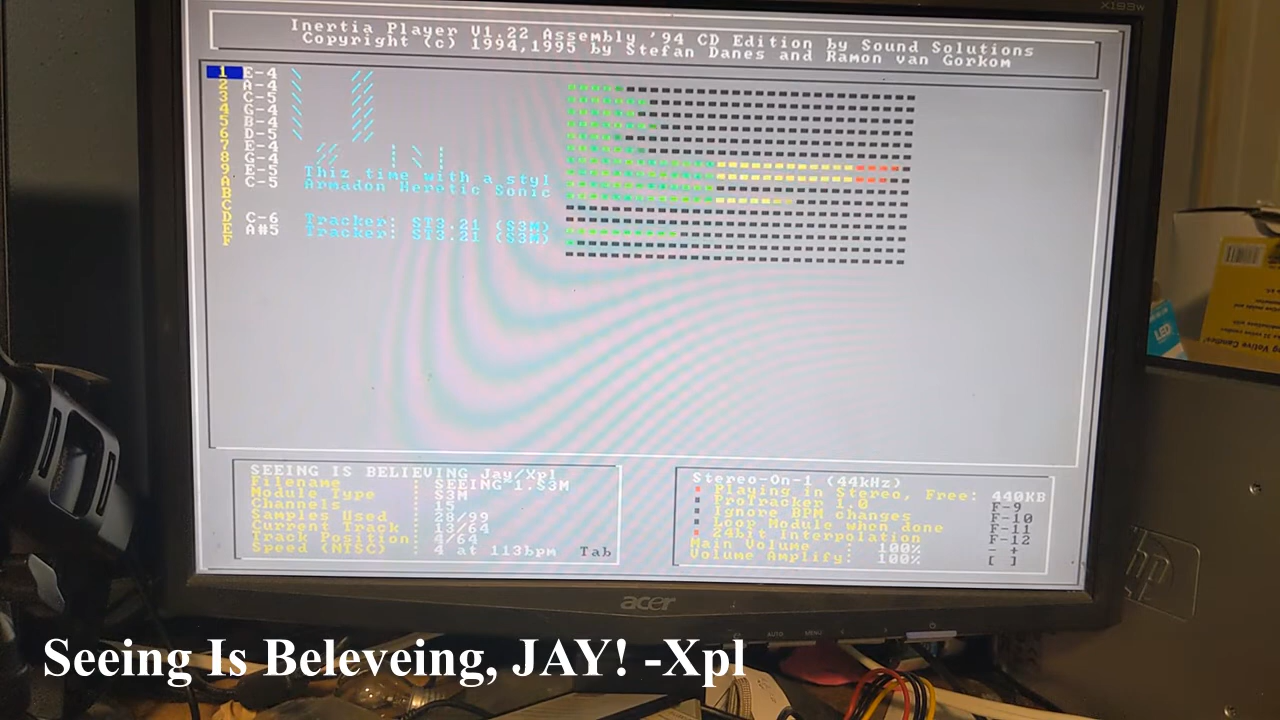 X193W
Inertia Player V1.22 Assembly '94 CD Edition by Sound Solutions
Copyright (c) 1994,1995 by Stefan Danes and Ramon van Gorkom
1 E-4 \ //
2 A-4 \ //
3 C-5 \ //
4 G-4 \ //
5 B-4 \ //
6 D-5 \ //
7 E-4 // | \ |
8 G-4 // | \ |
9 E-5 Thiz time with a styl
A C-5 Armadon Heretic Sonic
B
C
D C-6 Tracker: ST3.21 (S3M)
E A#5 Tracker: ST3.21 (S3M)
F
SEEING IS BELIEVING Jay/Xpl
Filename : SEEING~1.S3M
Module Type : S3M
Channels : 15
Samples Used : 28/99
Current Track : 13/64
Track Position: 4/64
Speed (NTSC) : 4 at 113bpm Tab
Stereo-On-1 (44kHz)
Playing in Stereo, Free: 440KB
ProTracker 1.0 F-9
Ignore BPM changes F-10
Loop Module when done F-11
24bit Interpolation F-12
Main Volume : 100% - +
Volume Amplify: 100% [ ]
LED
ng Votive Candles!
acer
AUTO MENU
hp
Seeing Is Beleveing, JAY! -Xpl